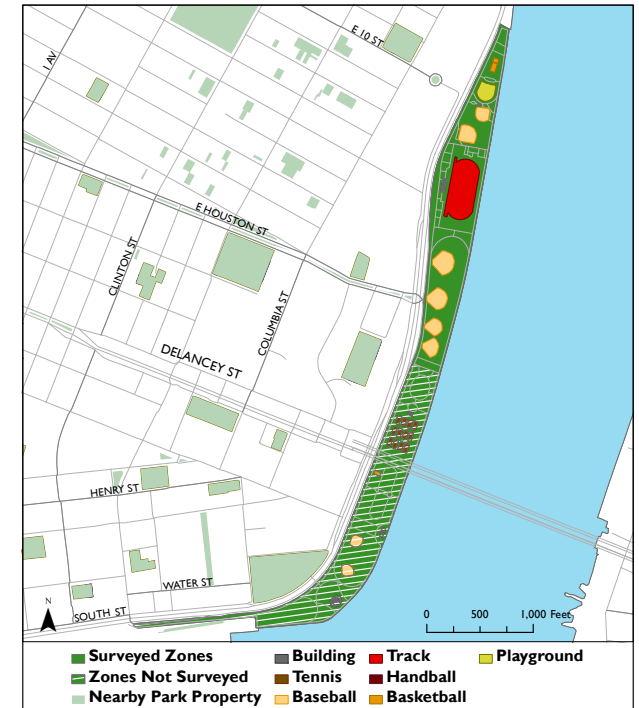 E 10 ST
1 AV
E HOUSTON ST
CLINTON ST
COLUMBIA ST
DELANCEY ST
HENRY ST
WATER ST
SOUTH ST
N
0 500 1,000 Feet
Surveyed Zones Building Track Playground
Zones Not Surveyed Tennis Handball
Nearby Park Property Baseball Basketball